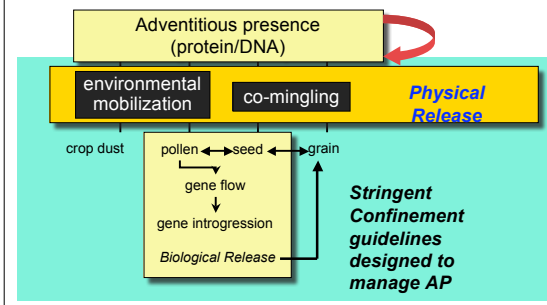 Adventitious presence
(protein/DNA)
environmental
mobilization
co-mingling
Physical
Release
crop dust
pollen
seed
grain
gene flow
gene introgression
Biological Release
Stringent
Confinement
guidelines
designed to
manage AP